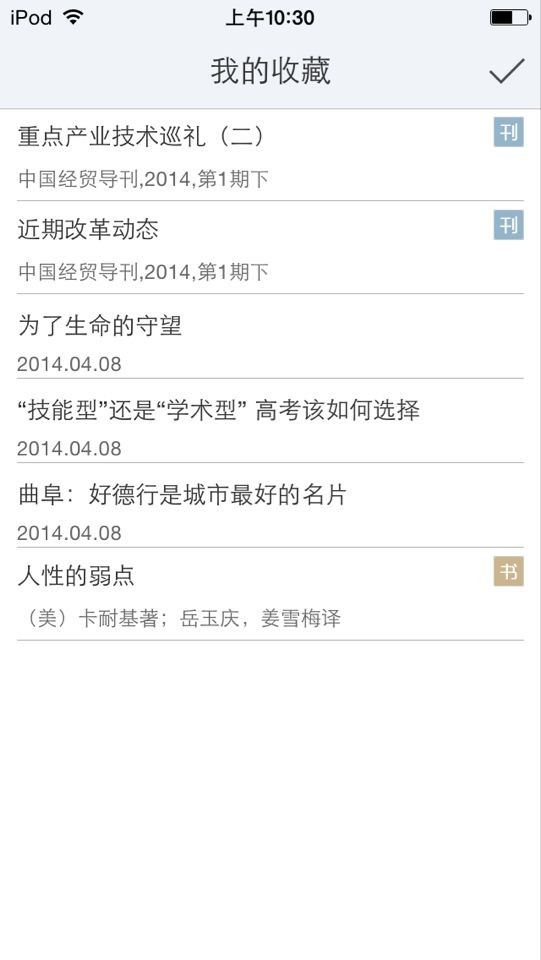 iPod 上午10:30
我的收藏
重点产业技术巡礼（二） 刊
中国经贸导刊,2014,第1期下
近期改革动态 刊
中国经贸导刊,2014,第1期下
为了生命的守望
2014.04.08
“技能型”还是“学术型” 高考该如何选择
2014.04.08
曲阜：好德行是城市最好的名片
2014.04.08
人性的弱点 书
（美）卡耐基著；岳玉庆，姜雪梅译